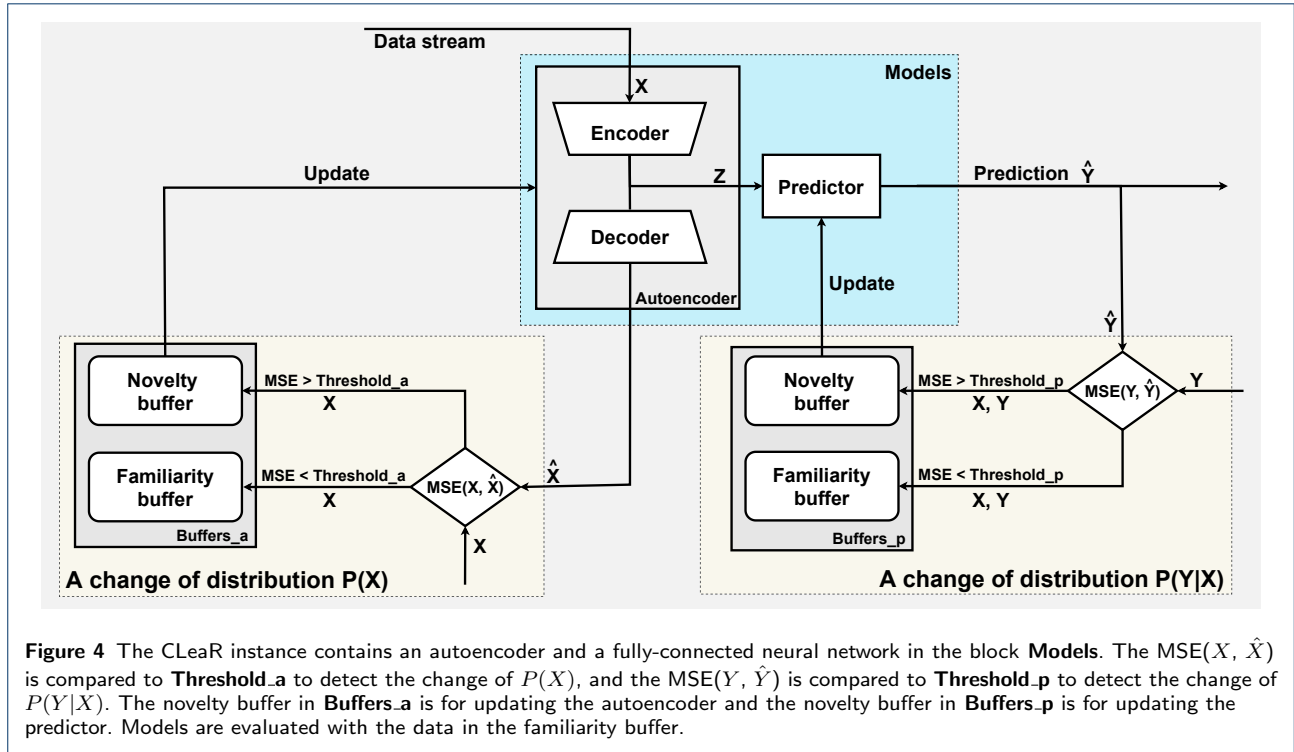 Data stream
Models
X
Encoder
Update
Z
Predictor
Prediction Ŷ
Decoder
Autoencoder
Update
Ŷ
Novelty
buffer
MSE > Threshold_a
X
Familiarity
buffer
MSE < Threshold_a
X
MSE(X, X̂)
X̂
Buffers_a
X
A change of distribution P(X)
Novelty
buffer
MSE > Threshold_p
X, Y
MSE(Y, Ŷ)
Y
Familiarity
buffer
MSE < Threshold_p
X, Y
Buffers_p
A change of distribution P(Y|X)
Figure 4 The CLeaR instance contains an autoencoder and a fully-connected neural network in the block Models. The MSE(X, X̂)
is compared to Threshold_a to detect the change of P(X), and the MSE(Y, Ŷ) is compared to Threshold_p to detect the change of
P(Y|X). The novelty buffer in Buffers_a is for updating the autoencoder and the novelty buffer in Buffers_p is for updating the
predictor. Models are evaluated with the data in the familiarity buffer.